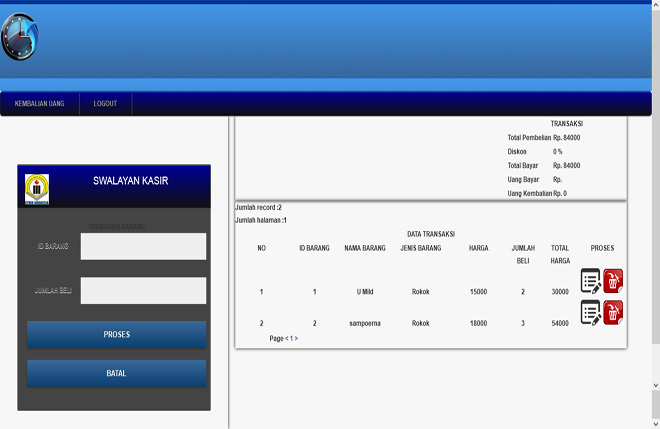 KEMBALIAN UANG LOGOUT
SWALAYAN KASIR
TRANSAKSI BARANG
ID BARANG
JUMLAH BELI
PROSES
BATAL
TRANSAKSI
Total Pembelian Rp. 84000
Diskon 0 %
Total Bayar Rp. 84000
Uang Bayar Rp.
Uang Kembalian Rp. 0
Jumlah record :2
Jumlah halaman :1
DATA TRANSAKSI
NO ID BARANG NAMA BARANG JENIS BARANG HARGA JUMLAH BELI TOTAL HARGA PROSES
1 1 U Mild Rokok 15000 2 30000
2 2 sampoerna Rokok 18000 3 54000
Page < 1 >